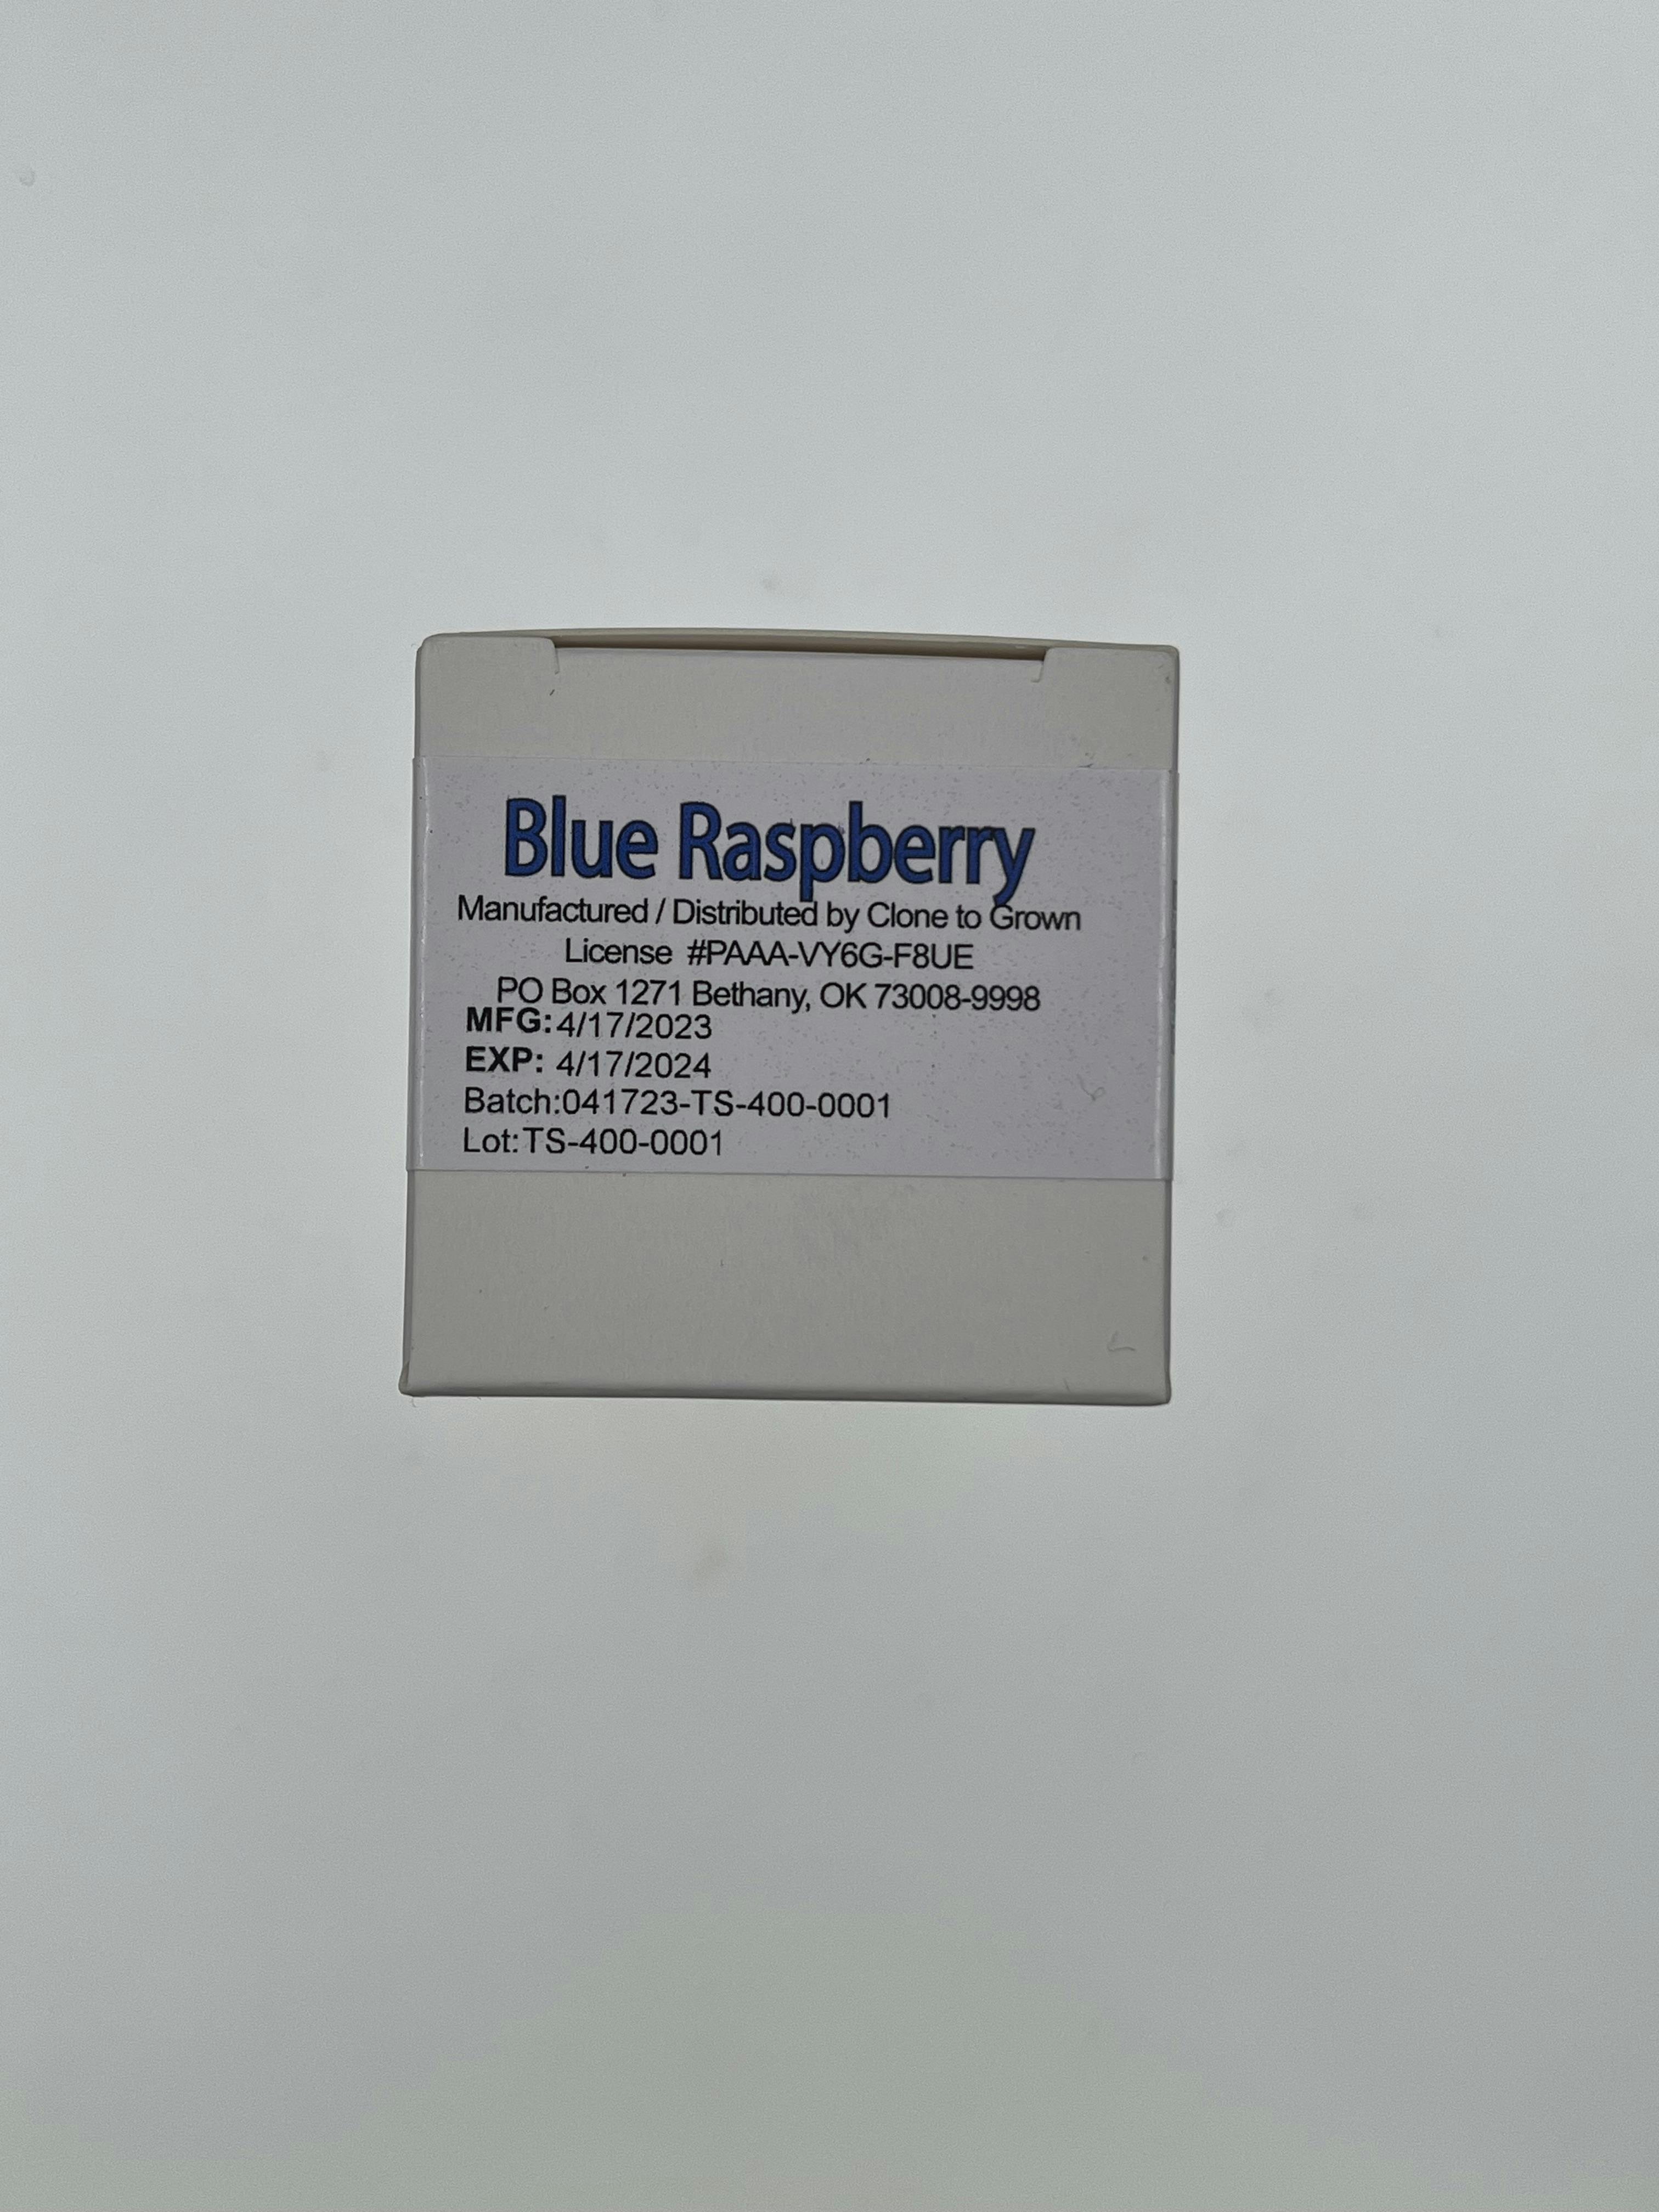 Blue Raspberry
Manufactured / Distributed by Clone to Grown
License #PAAA-VY6G-F8UE
PO Box 1271 Bethany, OK 73008-9998
MFG: 4/17/2023
EXP: 4/17/2024
Batch:041723-TS-400-0001
Lot:TS-400-0001